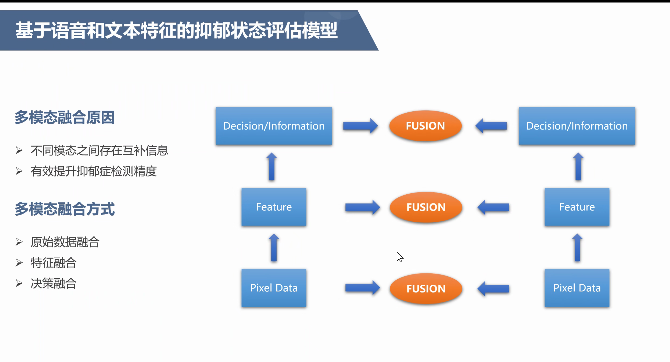 基于语音和文本特征的抑郁状态评估模型
多模态融合原因
不同模态之间存在互补信息
有效提升抑郁症检测精度
多模态融合方式
原始数据融合
特征融合
决策融合
Decision/Information
FUSION
Decision/Information
Feature
FUSION
Feature
Pixel Data
FUSION
Pixel Data